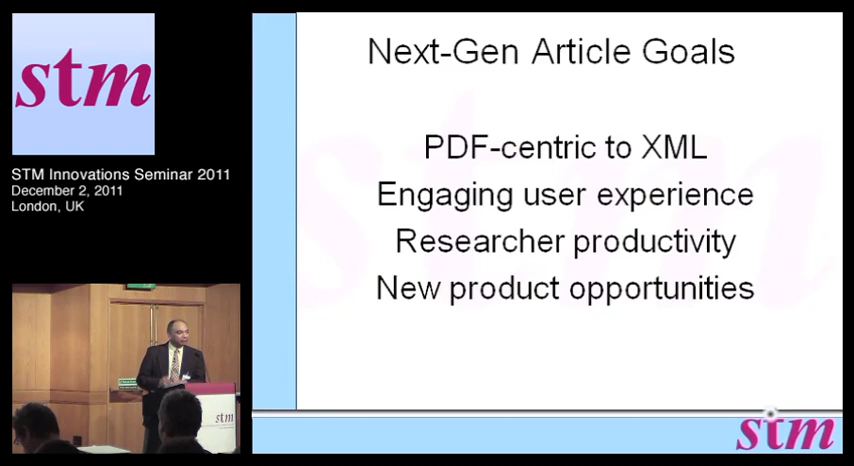 stm
STM Innovations Seminar 2011
December 2, 2011
London, UK
Next-Gen Article Goals
PDF-centric to XML
Engaging user experience
Researcher productivity
New product opportunities
stm
stm